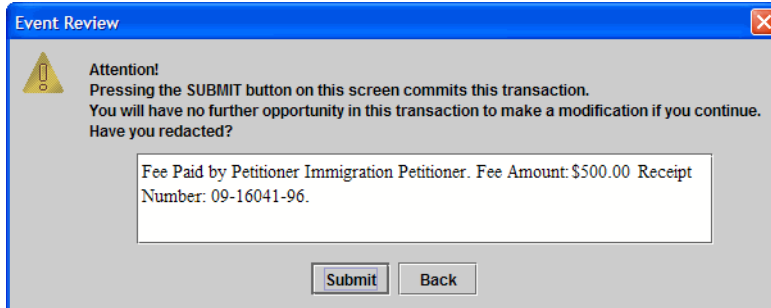 Event Review
Attention!
Pressing the SUBMIT button on this screen commits this transaction.
You will have no further opportunity in this transaction to make a modification if you continue.
Have you redacted?
Fee Paid by Petitioner Immigration Petitioner. Fee Amount: $500.00 Receipt
Number: 09-16041-96.
Submit
Back